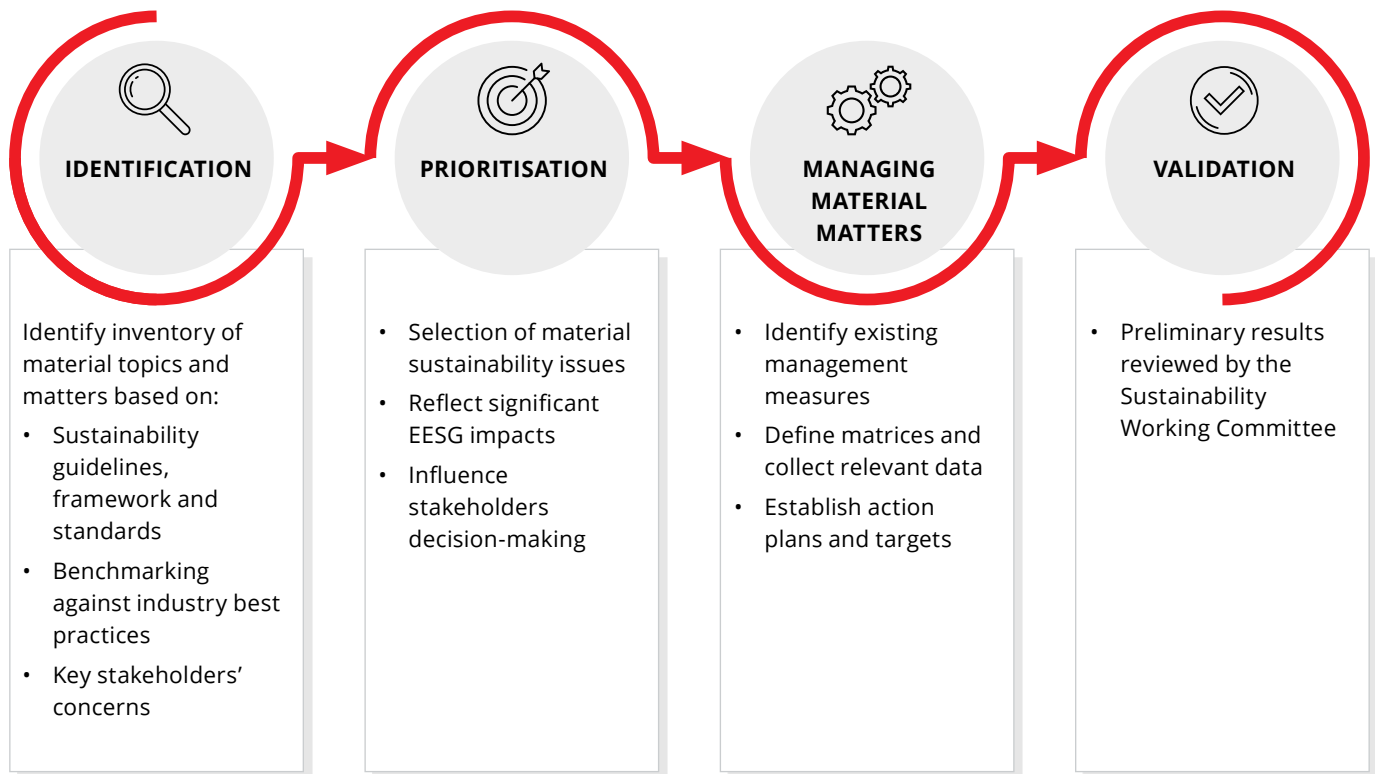 IDENTIFICATION
Identify inventory of
material topics and
matters based on:
• Sustainability
guidelines,
framework and
standards
• Benchmarking
against industry best
practices
• Key stakeholders’
concerns
PRIORITISATION
• Selection of material
sustainability issues
• Reflect significant
EESG impacts
• Influence
stakeholders
decision-making
MANAGING
MATERIAL
MATTERS
• Identify existing
management
measures
• Define matrices and
collect relevant data
• Establish action
plans and targets
VALIDATION
• Preliminary results
reviewed by the
Sustainability
Working Committee